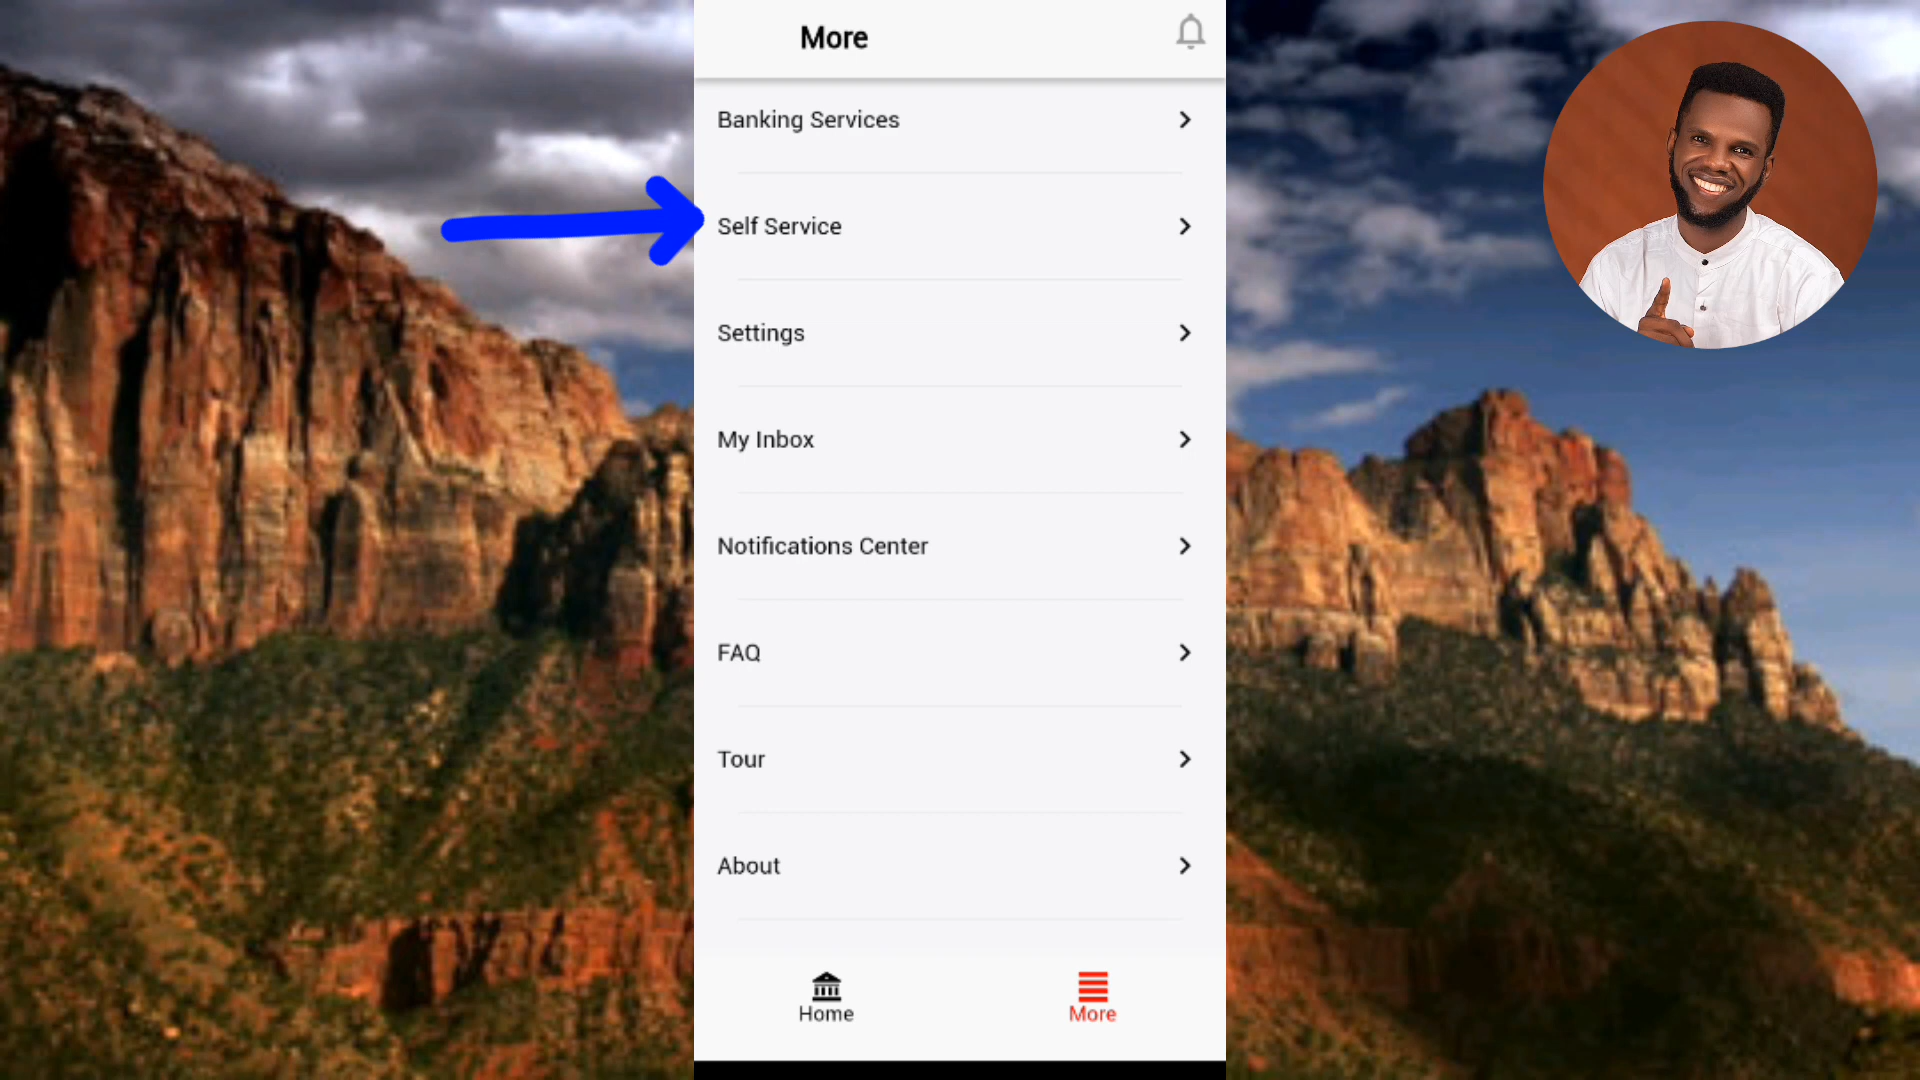 More
Banking Services
Self Service
Settings
My Inbox
Notifications Center
FAQ
Tour
About
Home
More